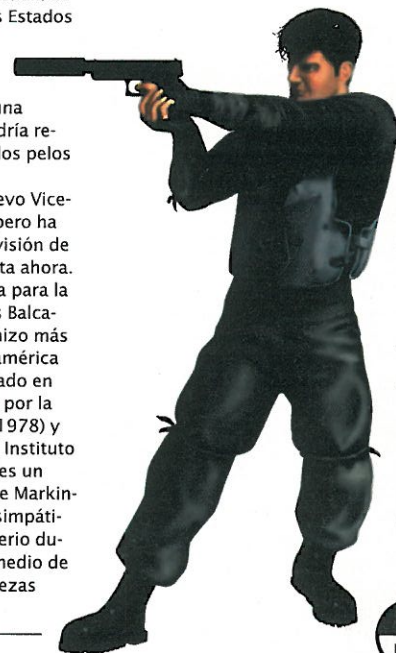 s Estados
una
dría re-
los pelos
evo Vice-
pero ha
visión de
ta ahora.
a para la
s Balca-
hizo más
américa
ado en
por la
1978) y
Instituto
es un
e Markin-
simpáti-
erio du-
medio de
ezas